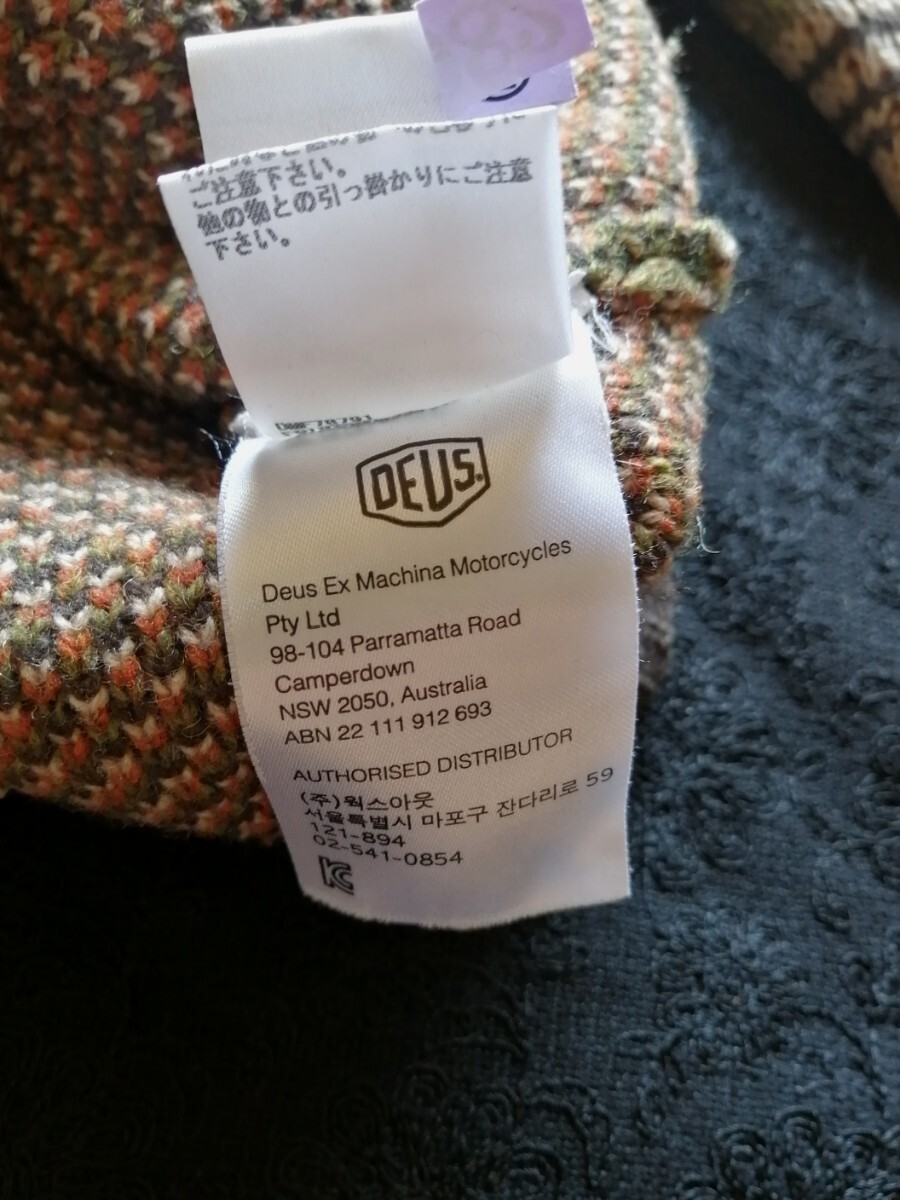 ご注意下さい。
他の物との引っ掛かりにご注意
下さい。
DEUS.
Deus Ex Machina Motorcycles
Pty Ltd
98-104 Parramatta Road
Camperdown
NSW 2050, Australia
ABN 22 111 912 693
AUTHORISED DISTRIBUTOR
(주)웍스아웃
서울특별시 마포구 잔다리로 59
121-894
02-541-0854